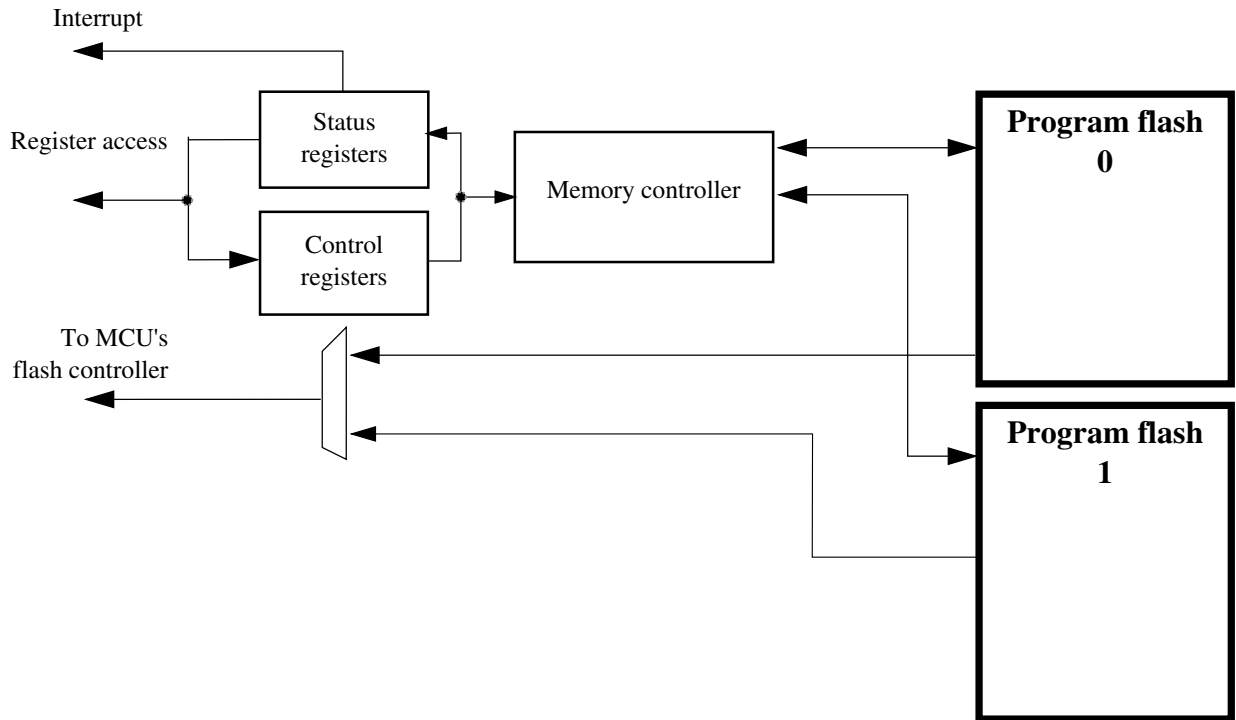 Interrupt
Register access
Status
registers
Control
registers
Memory controller
Program flash
0
To MCU's
flash controller
Program flash
1